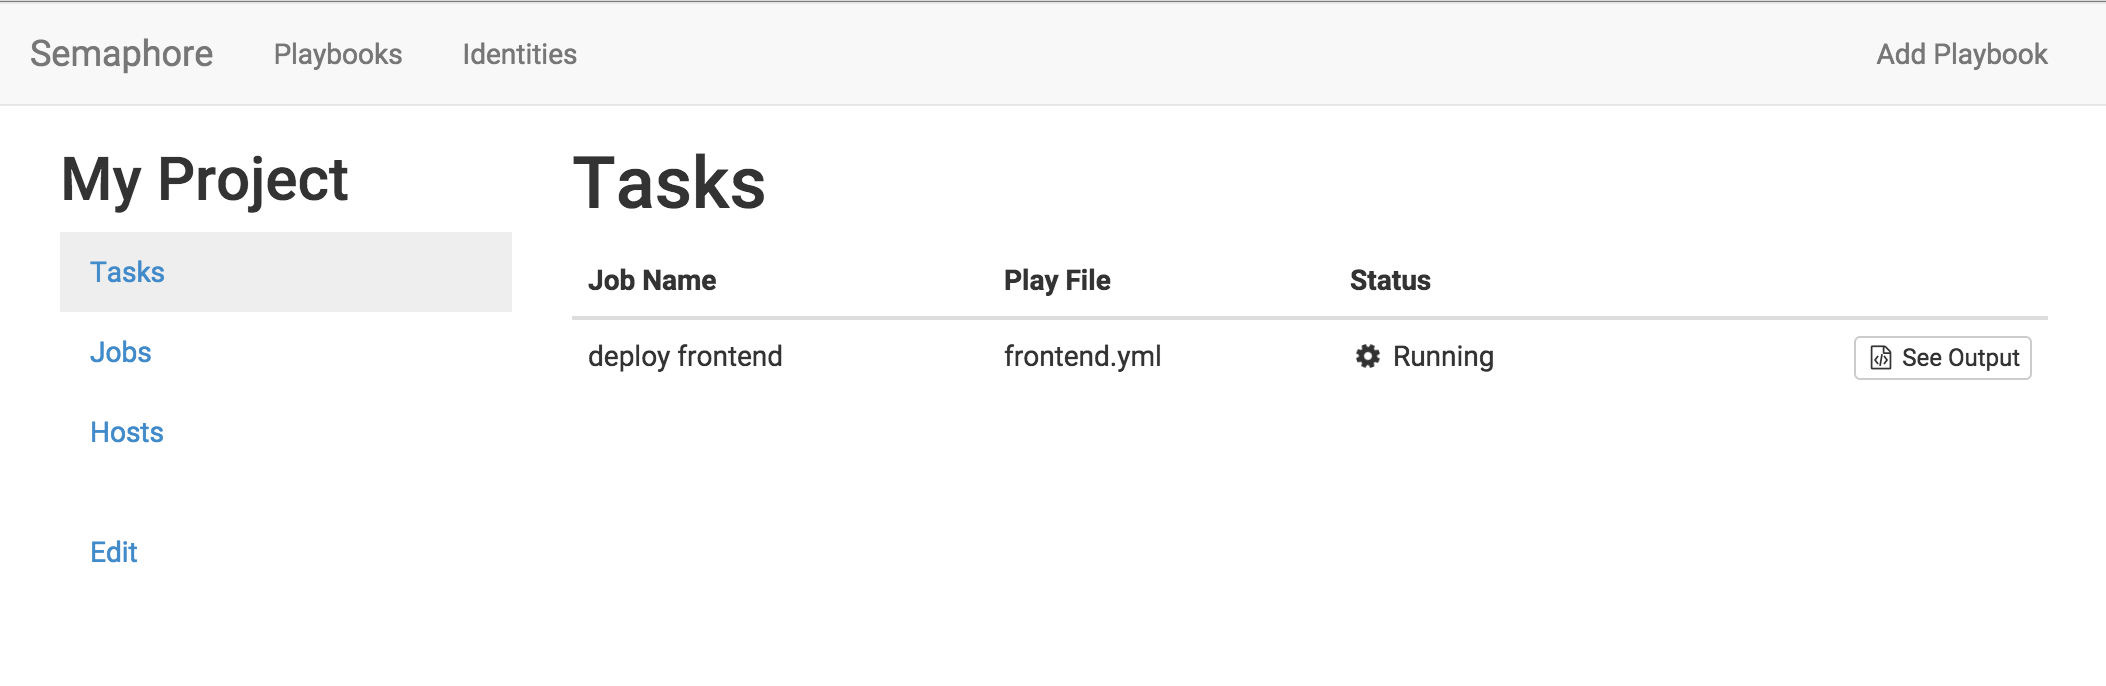 Semaphore Playbooks Identities Add Playbook
My Project
Tasks
Jobs
Hosts
Edit
Tasks
Job Name Play File Status
deploy frontend frontend.yml Running See Output